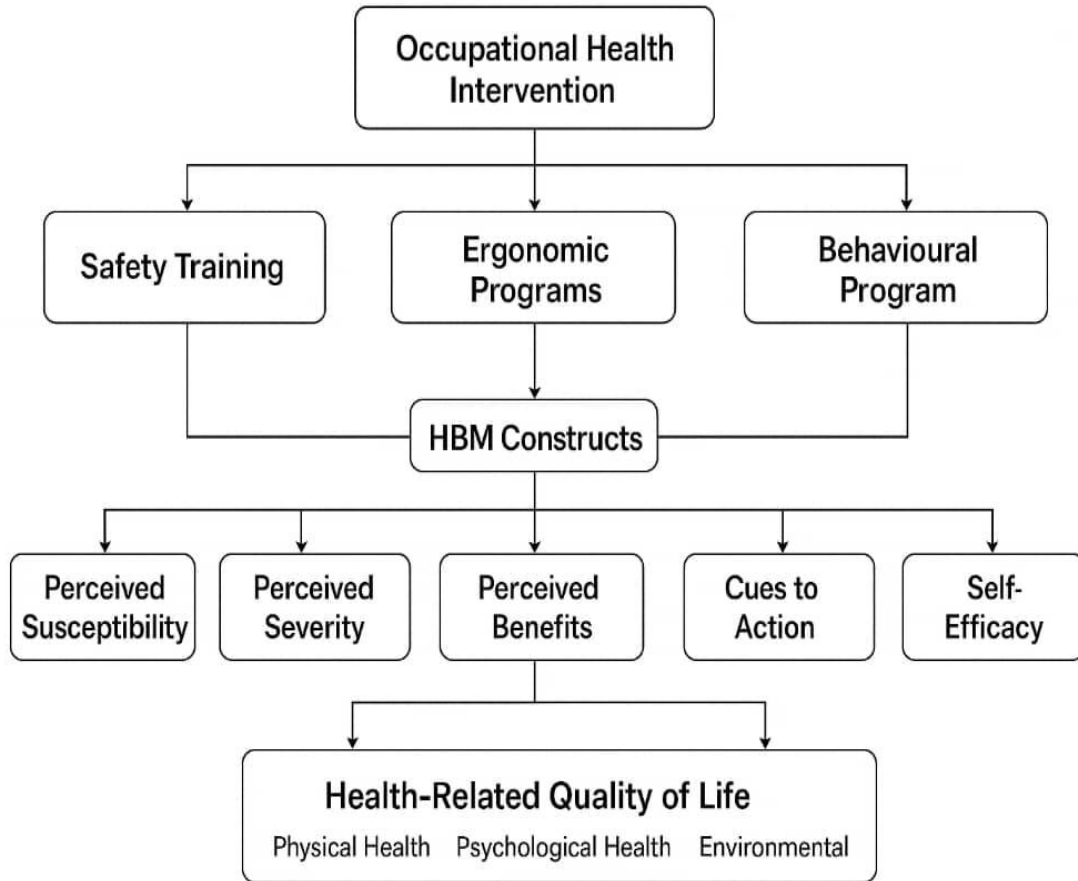 Occupational Health
Intervention
Safety Training
Ergonomic
Programs
Behavioural
Program
HBM Constructs
Perceived
Susceptibility
Perceived
Severity
Perceived
Benefits
Cues to
Action
Self-
Efficacy
Health-Related Quality of Life
Physical Health Psychological Health Environmental